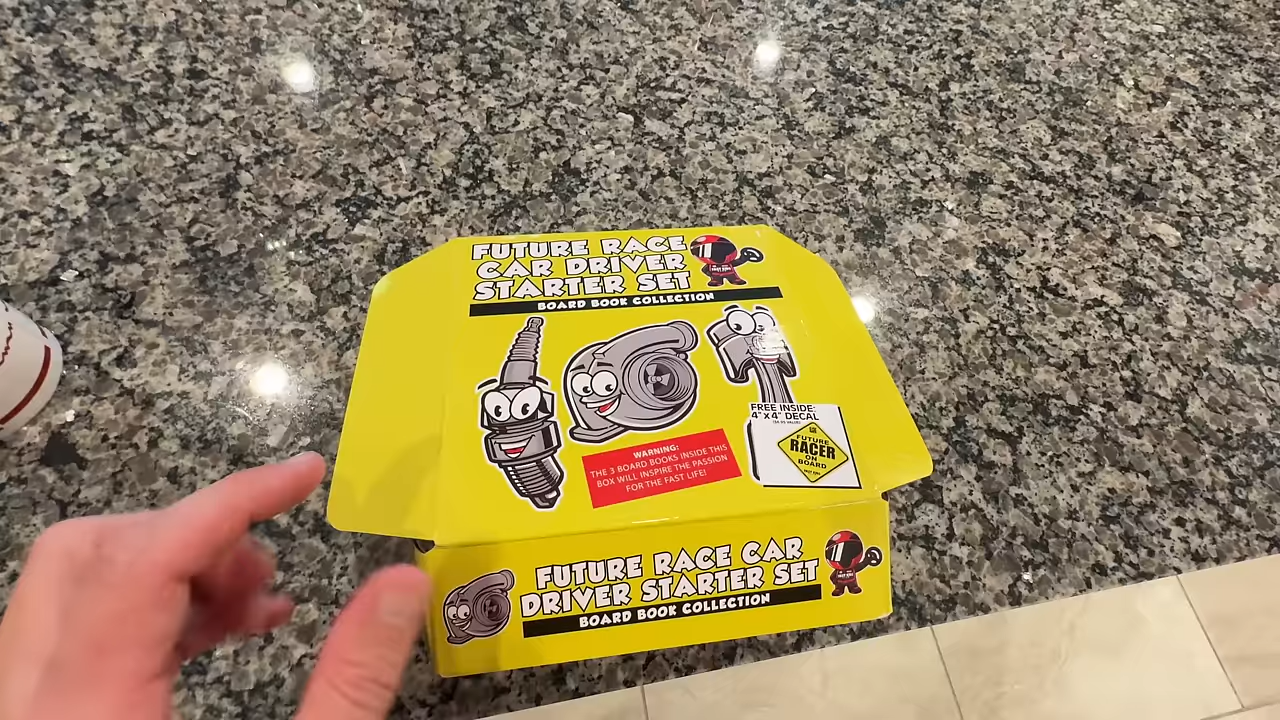 FUTURE RACE
CAR DRIVER
STARTER SET
BOARD BOOK COLLECTION
WARNING:
THE 3 BOARD BOOKS INSIDE THIS
BOX WILL INSPIRE THE PASSION
FOR THE FAST LIFE!
FREE INSIDE:
4" X 4" DECAL
FUTURE
RACER
ON
BOARD
FUTURE RACE CAR
DRIVER STARTER SET
BOARD BOOK COLLECTION